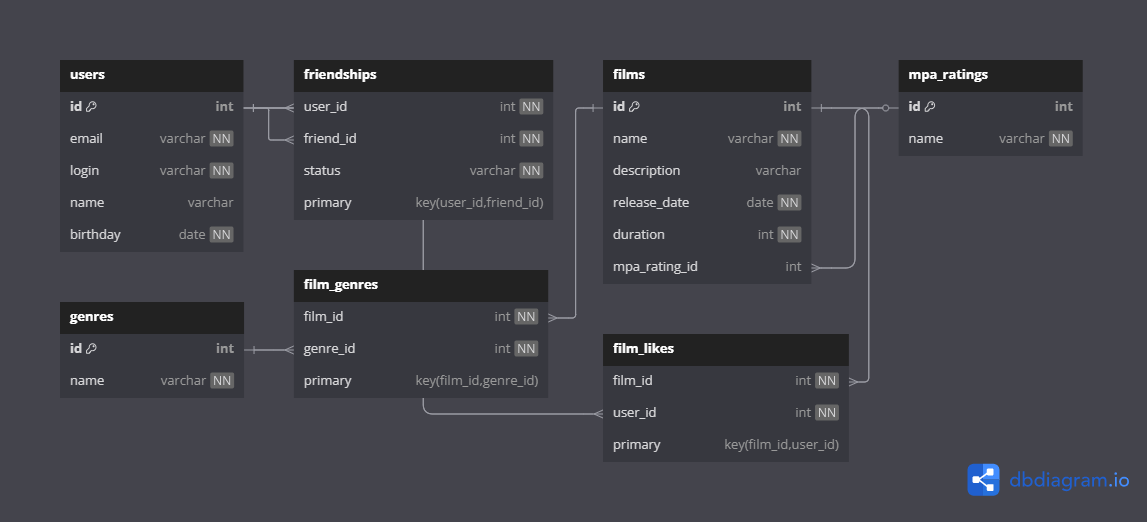 users
id int
email varchar NN
login varchar NN
name varchar
birthday date NN
friendships
user_id int NN
friend_id int NN
status varchar NN
primary key(user_id,friend_id)
films
id int
name varchar NN
description varchar
release_date date NN
duration int NN
mpa_rating_id int
mpa_ratings
id int
name varchar NN
genres
id int
name varchar NN
film_genres
film_id int NN
genre_id int NN
primary key(film_id,genre_id)
film_likes
film_id int NN
user_id int NN
primary key(film_id,user_id)
dbdiagram.io